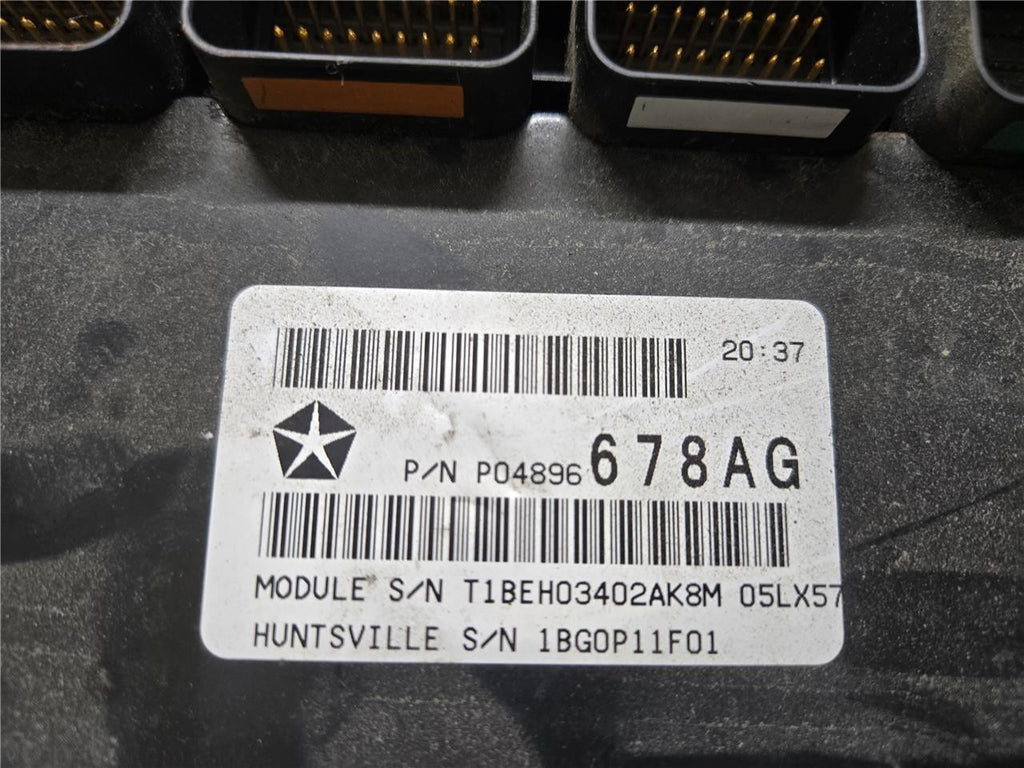 20:37
P/N P04896 678AG
MODULE S/N T1BEH03402AK8M 05LX57
HUNTSVILLE S/N 1BG0P11F01